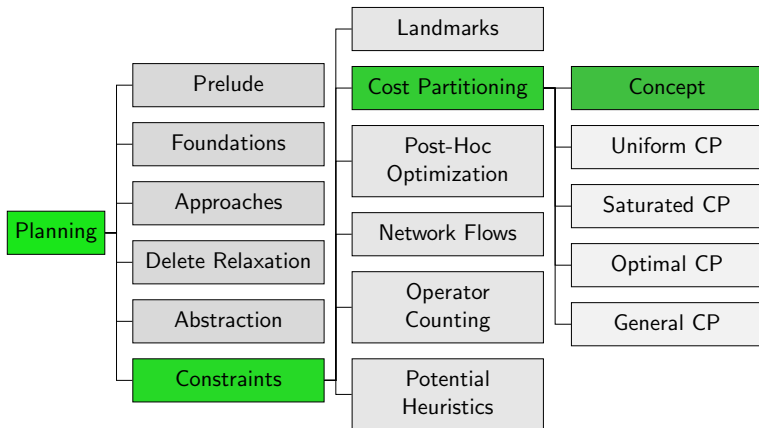 Planning
Prelude
Foundations
Approaches
Delete Relaxation
Abstraction
Constraints
Landmarks
Cost Partitioning
Post-Hoc
Optimization
Network Flows
Operator
Counting
Potential
Heuristics
Concept
Uniform CP
Saturated CP
Optimal CP
General CP